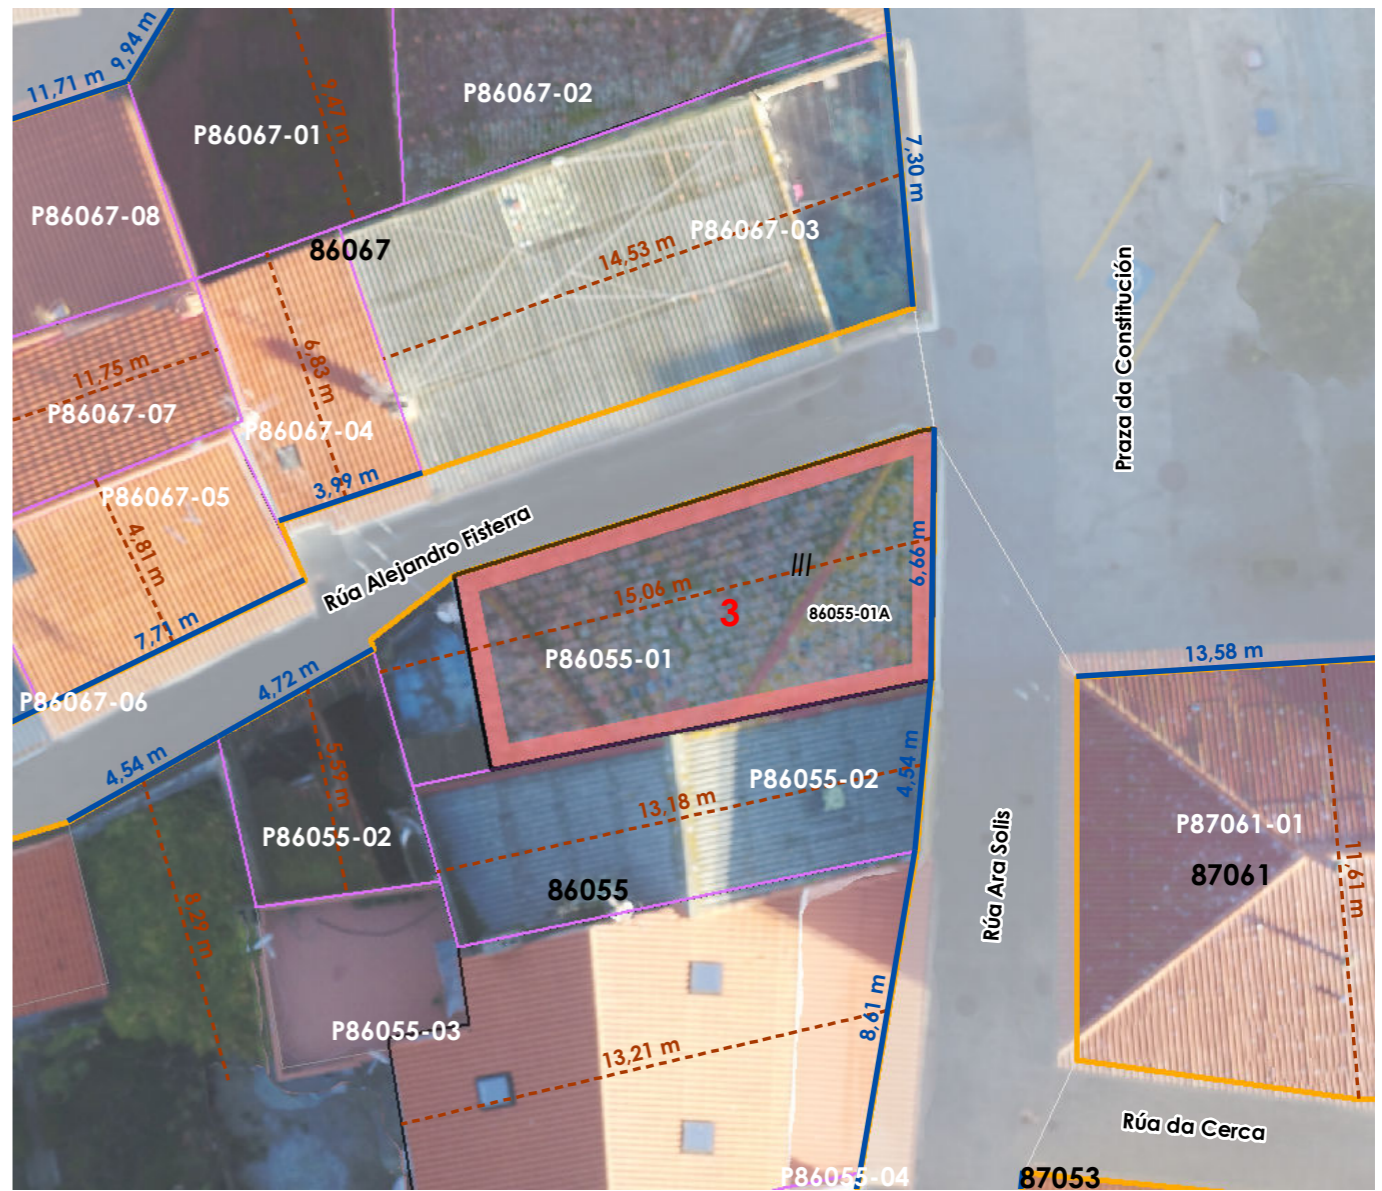 9,94 m
11,71 m
9,47 m
P86067-02
P86067-01
7,30 m
P86067-08
P86067-03
86067
14,53 m
Praza da Constitución
6,83 m
11,75 m
P86067-07
P86067-04
3,99 m
P86067-05
4,81 m
Rúa Alejandro Fisterra
6,66 m
III
15,06 m
3
86055-01A
7,71 m
P86055-01
13,58 m
4,72 m
P86067-06
4,54 m
5,59 m
4,54 m
P86055-02
13,18 m
P86055-02
P87061-01
87061
11,61 m
86055
Rúa Ara Solis
8,29 m
P86055-03
8,61 m
13,21 m
Rúa da Cerca
P86055-04
87053